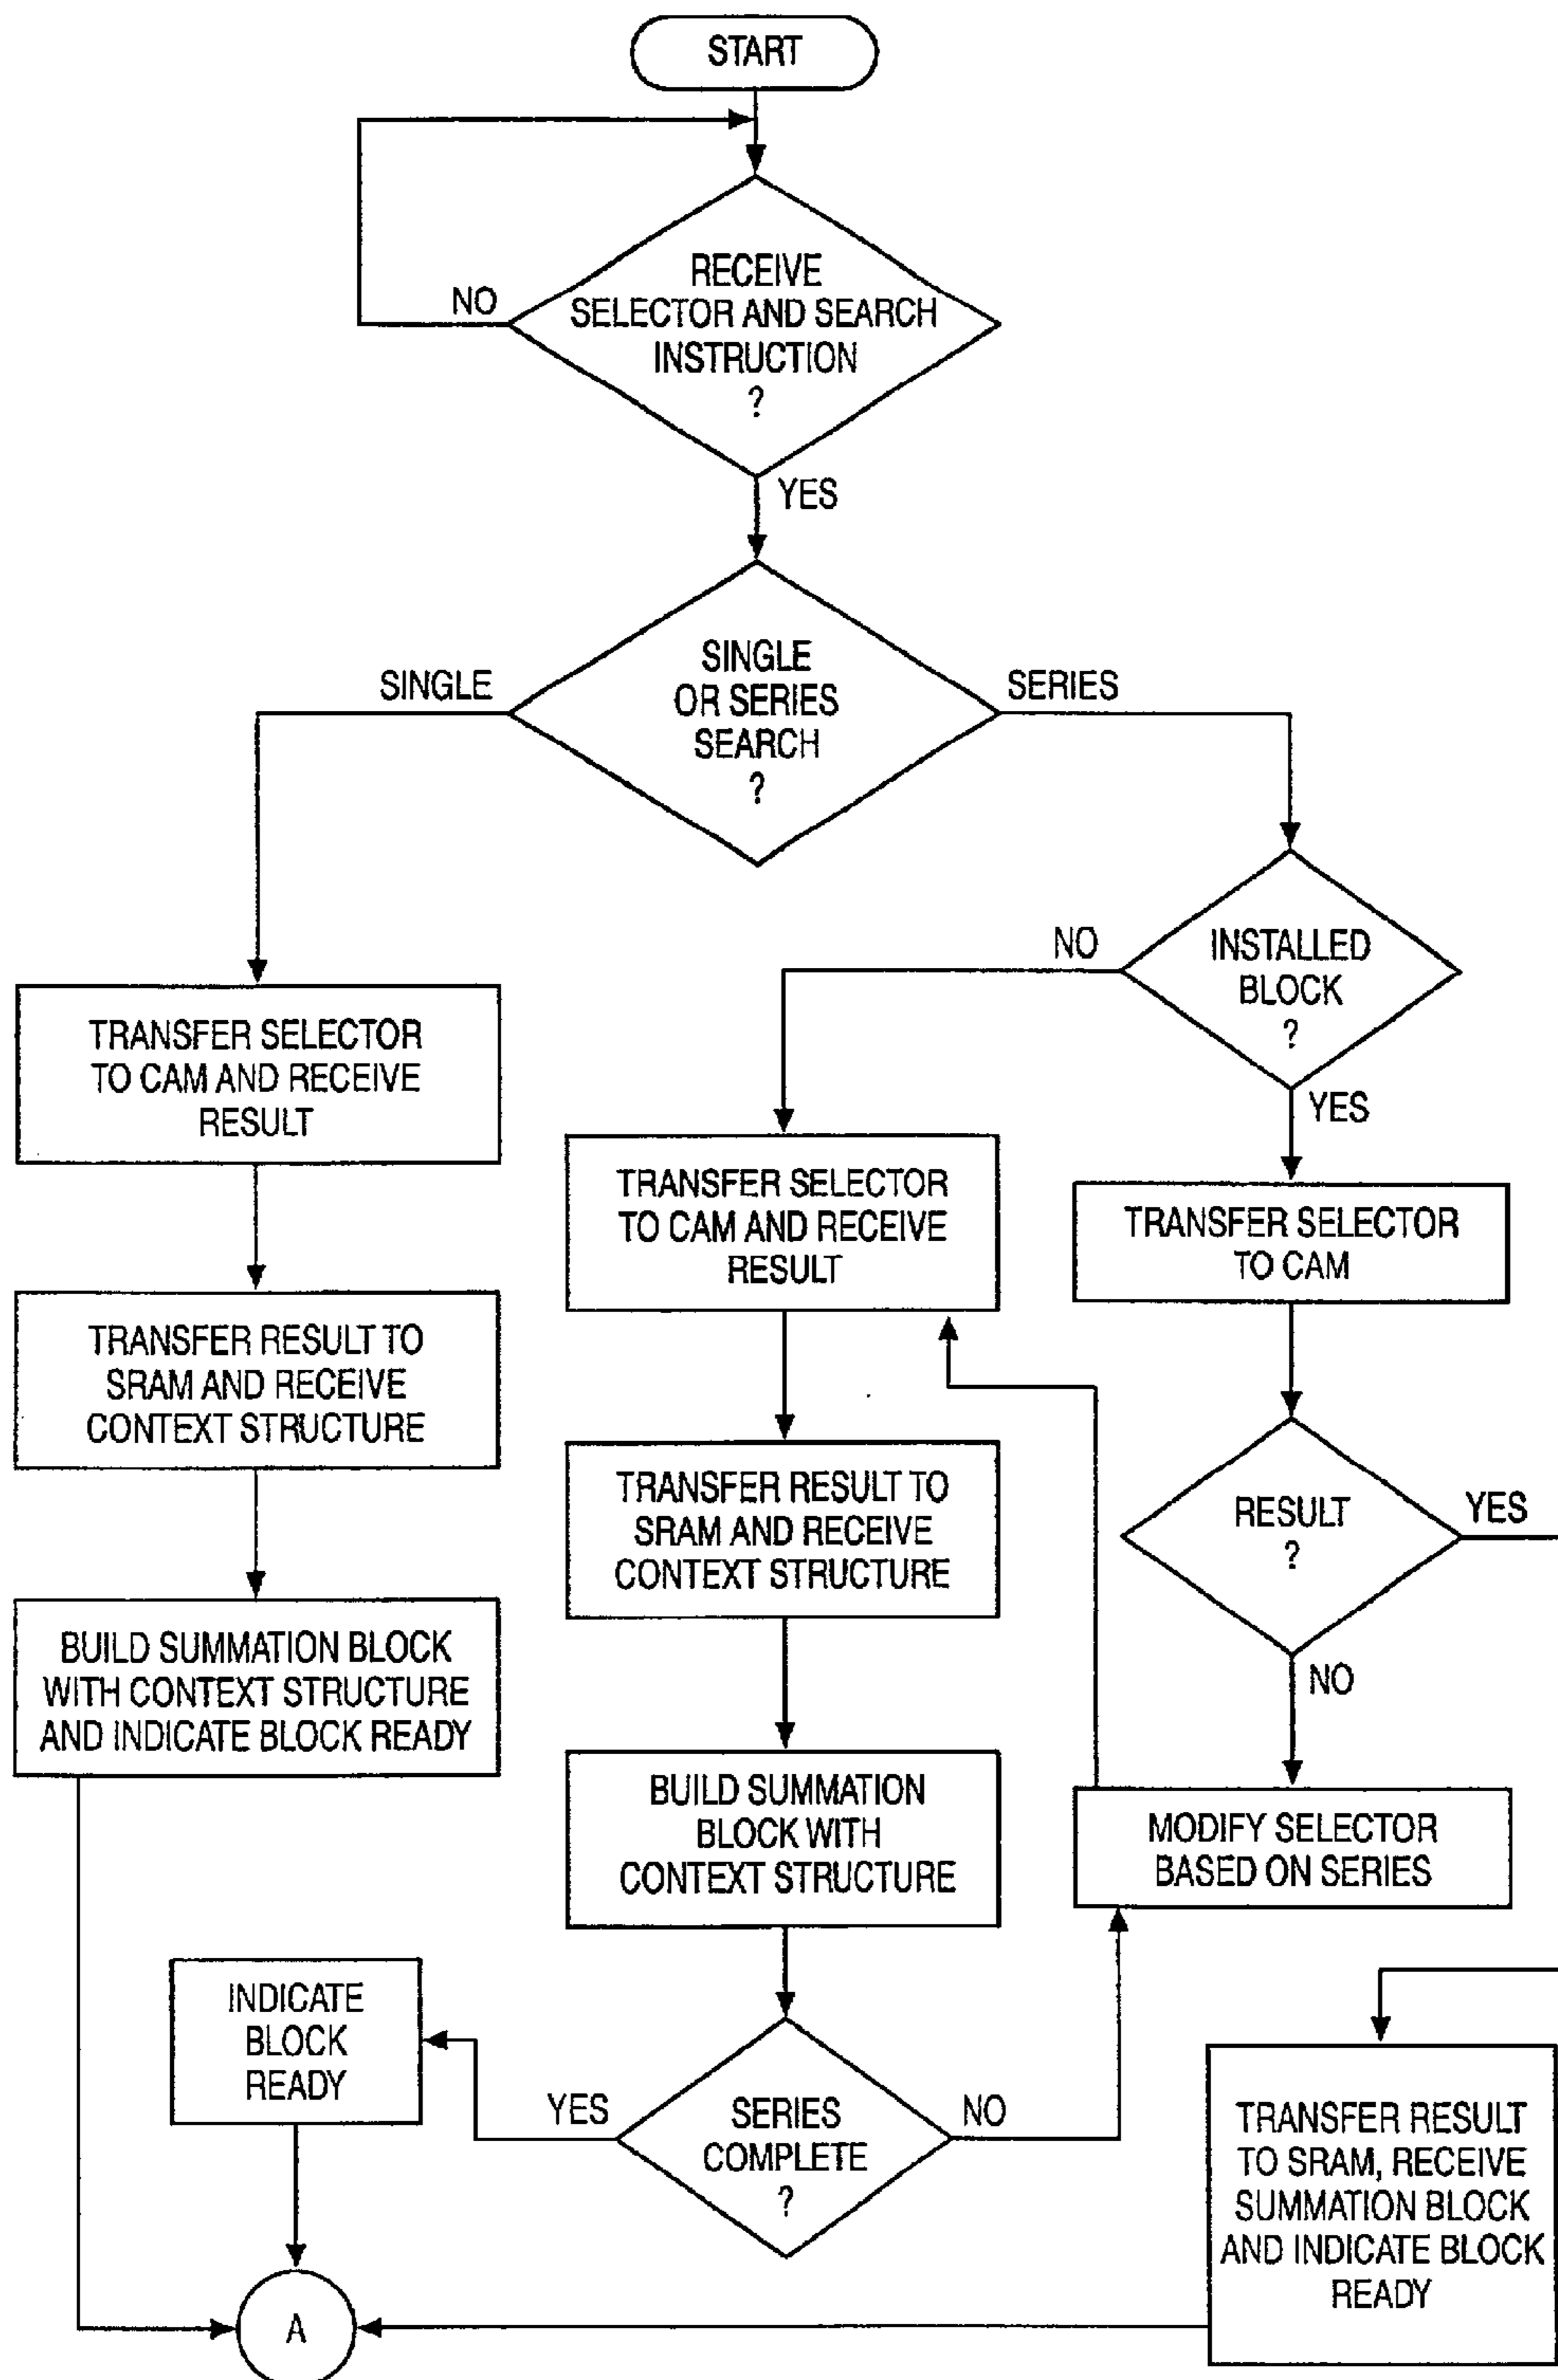 START
RECEIVE
SELECTOR AND SEARCH
INSTRUCTION
?
NO
YES
SINGLE
OR SERIES
SEARCH
?
SINGLE
SERIES
INSTALLED
BLOCK
?
NO
YES
TRANSFER SELECTOR
TO CAM AND RECEIVE
RESULT
TRANSFER RESULT TO
SRAM AND RECEIVE
CONTEXT STRUCTURE
BUILD SUMMATION BLOCK
WITH CONTEXT STRUCTURE
AND INDICATE BLOCK READY
TRANSFER SELECTOR
TO CAM AND RECEIVE
RESULT
TRANSFER RESULT TO
SRAM AND RECEIVE
CONTEXT STRUCTURE
BUILD SUMMATION
BLOCK WITH
CONTEXT STRUCTURE
TRANSFER SELECTOR
TO CAM
RESULT
?
YES
NO
MODIFY SELECTOR
BASED ON SERIES
SERIES
COMPLETE
?
YES
NO
INDICATE
BLOCK
READY
TRANSFER RESULT
TO SRAM, RECEIVE
SUMMATION BLOCK
AND INDICATE BLOCK
READY
A